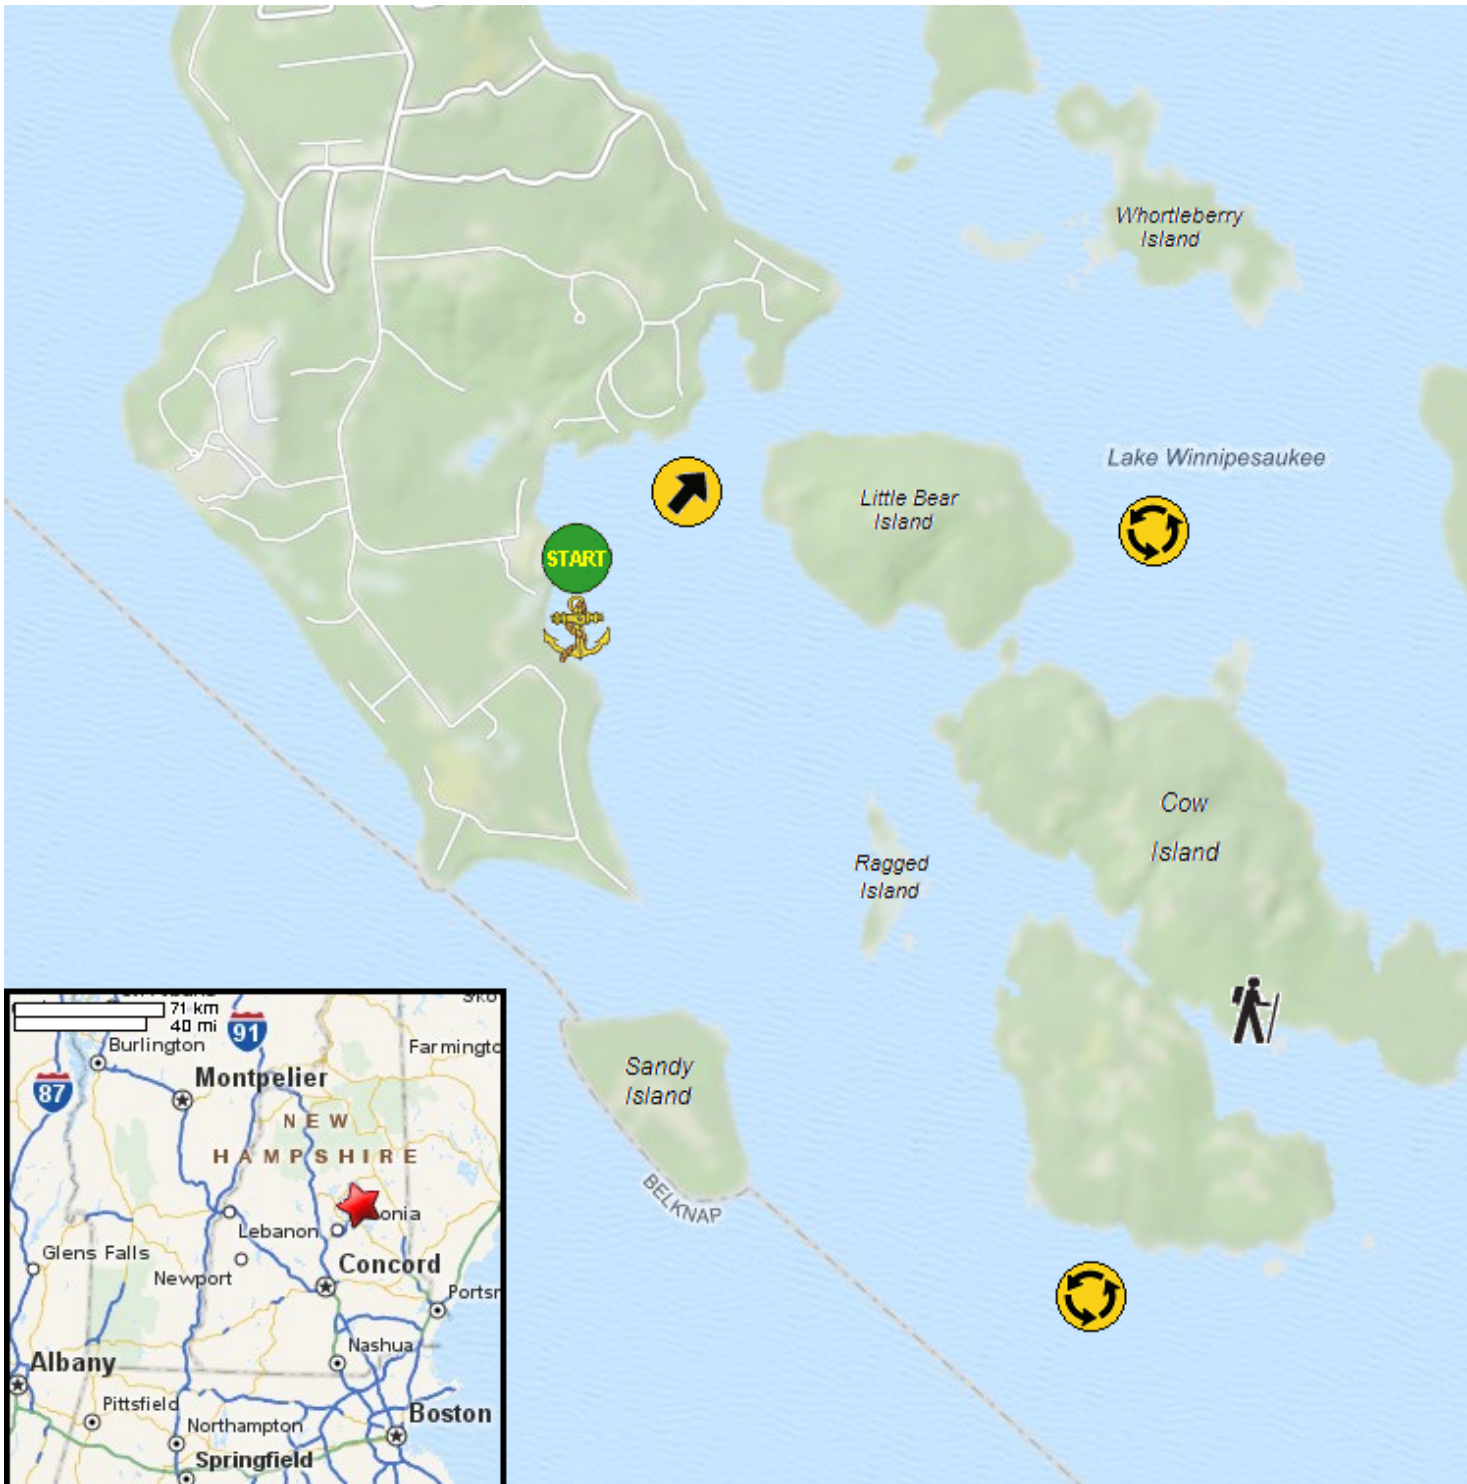 Whortleberry
Island
Lake Winnipesaukee
Little Bear
Island
START
Cow
Island
Ragged
Island
Sandy
Island
BELKNAP
71 km
40 mi
91
Burlington
Farmingto
87
Montpelier
NEW
HAMPSHIRE
onia
Lebanon
Glens Falls
Concord
Newport
Portsr
Nashua
Albany
Pittsfield
Boston
Northampton
Springfield